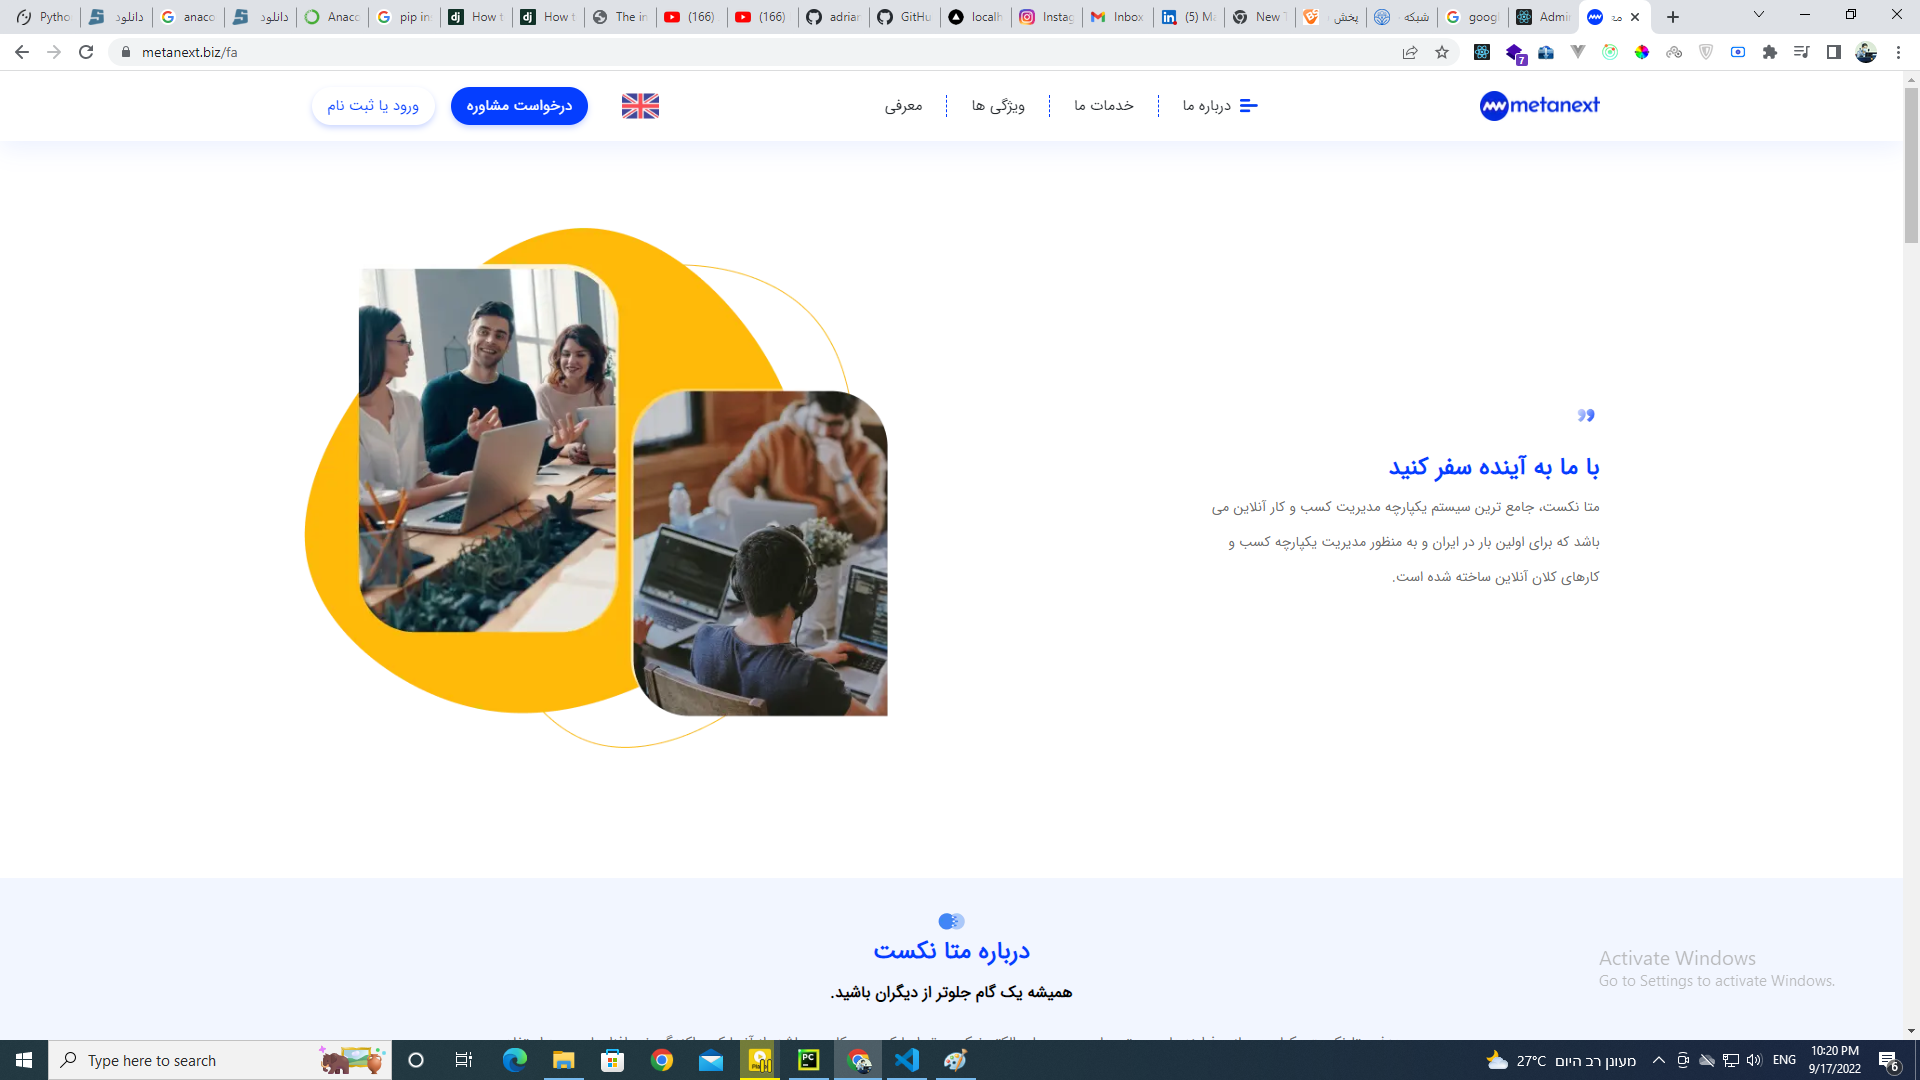 Pytho
دانلود
anaco
دانلود
Anaco
pip in
How t
How t
The in
(166)
(166)
adriar
GitHu
localh
Instag
Inbox
(5) Ma
New T
پخش
شبکه
googl
Admi
metanext.biz/fa
7
metanext
درباره ما
خدمات ما
ویژگی ها
معرفی
درخواست مشاوره
ورود یا ثبت نام
با ما به آینده سفر کنید
متا نکست، جامع ترین سیستم یکپارچه مدیریت کسب و کار آنلاین می
باشد که برای اولین بار در ایران و به منظور مدیریت یکپارچه کسب و
کارهای کلان آنلاین ساخته شده است.
درباره متا نکست
همیشه یک گام جلوتر از دیگران باشید.
Activate Windows
Go to Settings to activate Windows.
Type here to search
27°C מעונן רב היום
ENG
10:20 PM
9/17/2022
6